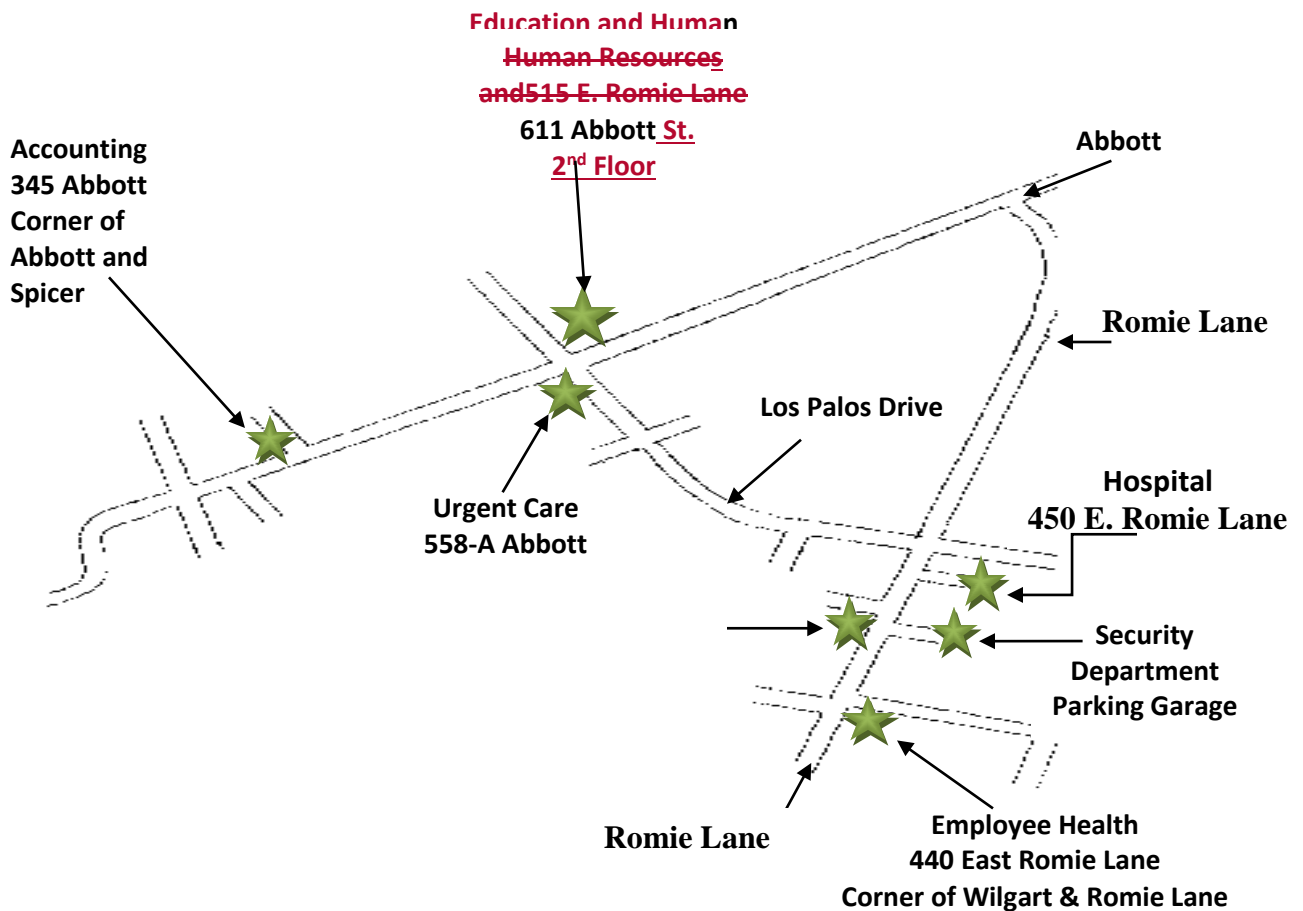 Education and Human
Human Resources
and515 E. Romie Lane
611 Abbott St.
2nd Floor
Accounting
345 Abbott
Corner of
Abbott and
Spicer
Abbott
Romie Lane
Los Palos Drive
Urgent Care
558-A Abbott
Hospital
450 E. Romie Lane
Security
Department
Parking Garage
Romie Lane
Employee Health
440 East Romie Lane
Corner of Wilgart & Romie Lane